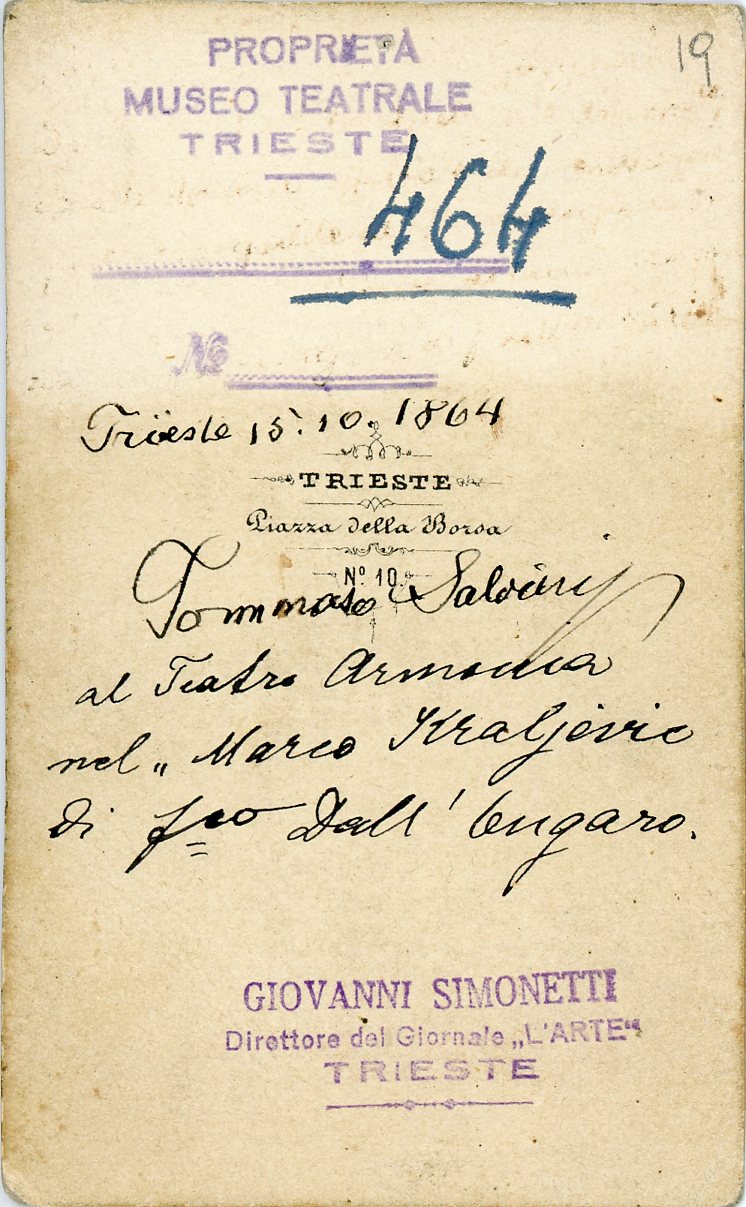 19
PROPRIETÀ
MUSEO TEATRALE
TRIESTE
464
No
Trieste 15.10.1864
TRIESTE
Piazza della Borsa
No 10.
Tommaso Salvini
al Teatro Armonia
nel „Marco Kraljevic
di fco Dall' Ongaro.
GIOVANNI SIMONETTI
Direttore del Giornale „L'ARTE“
TRIESTE